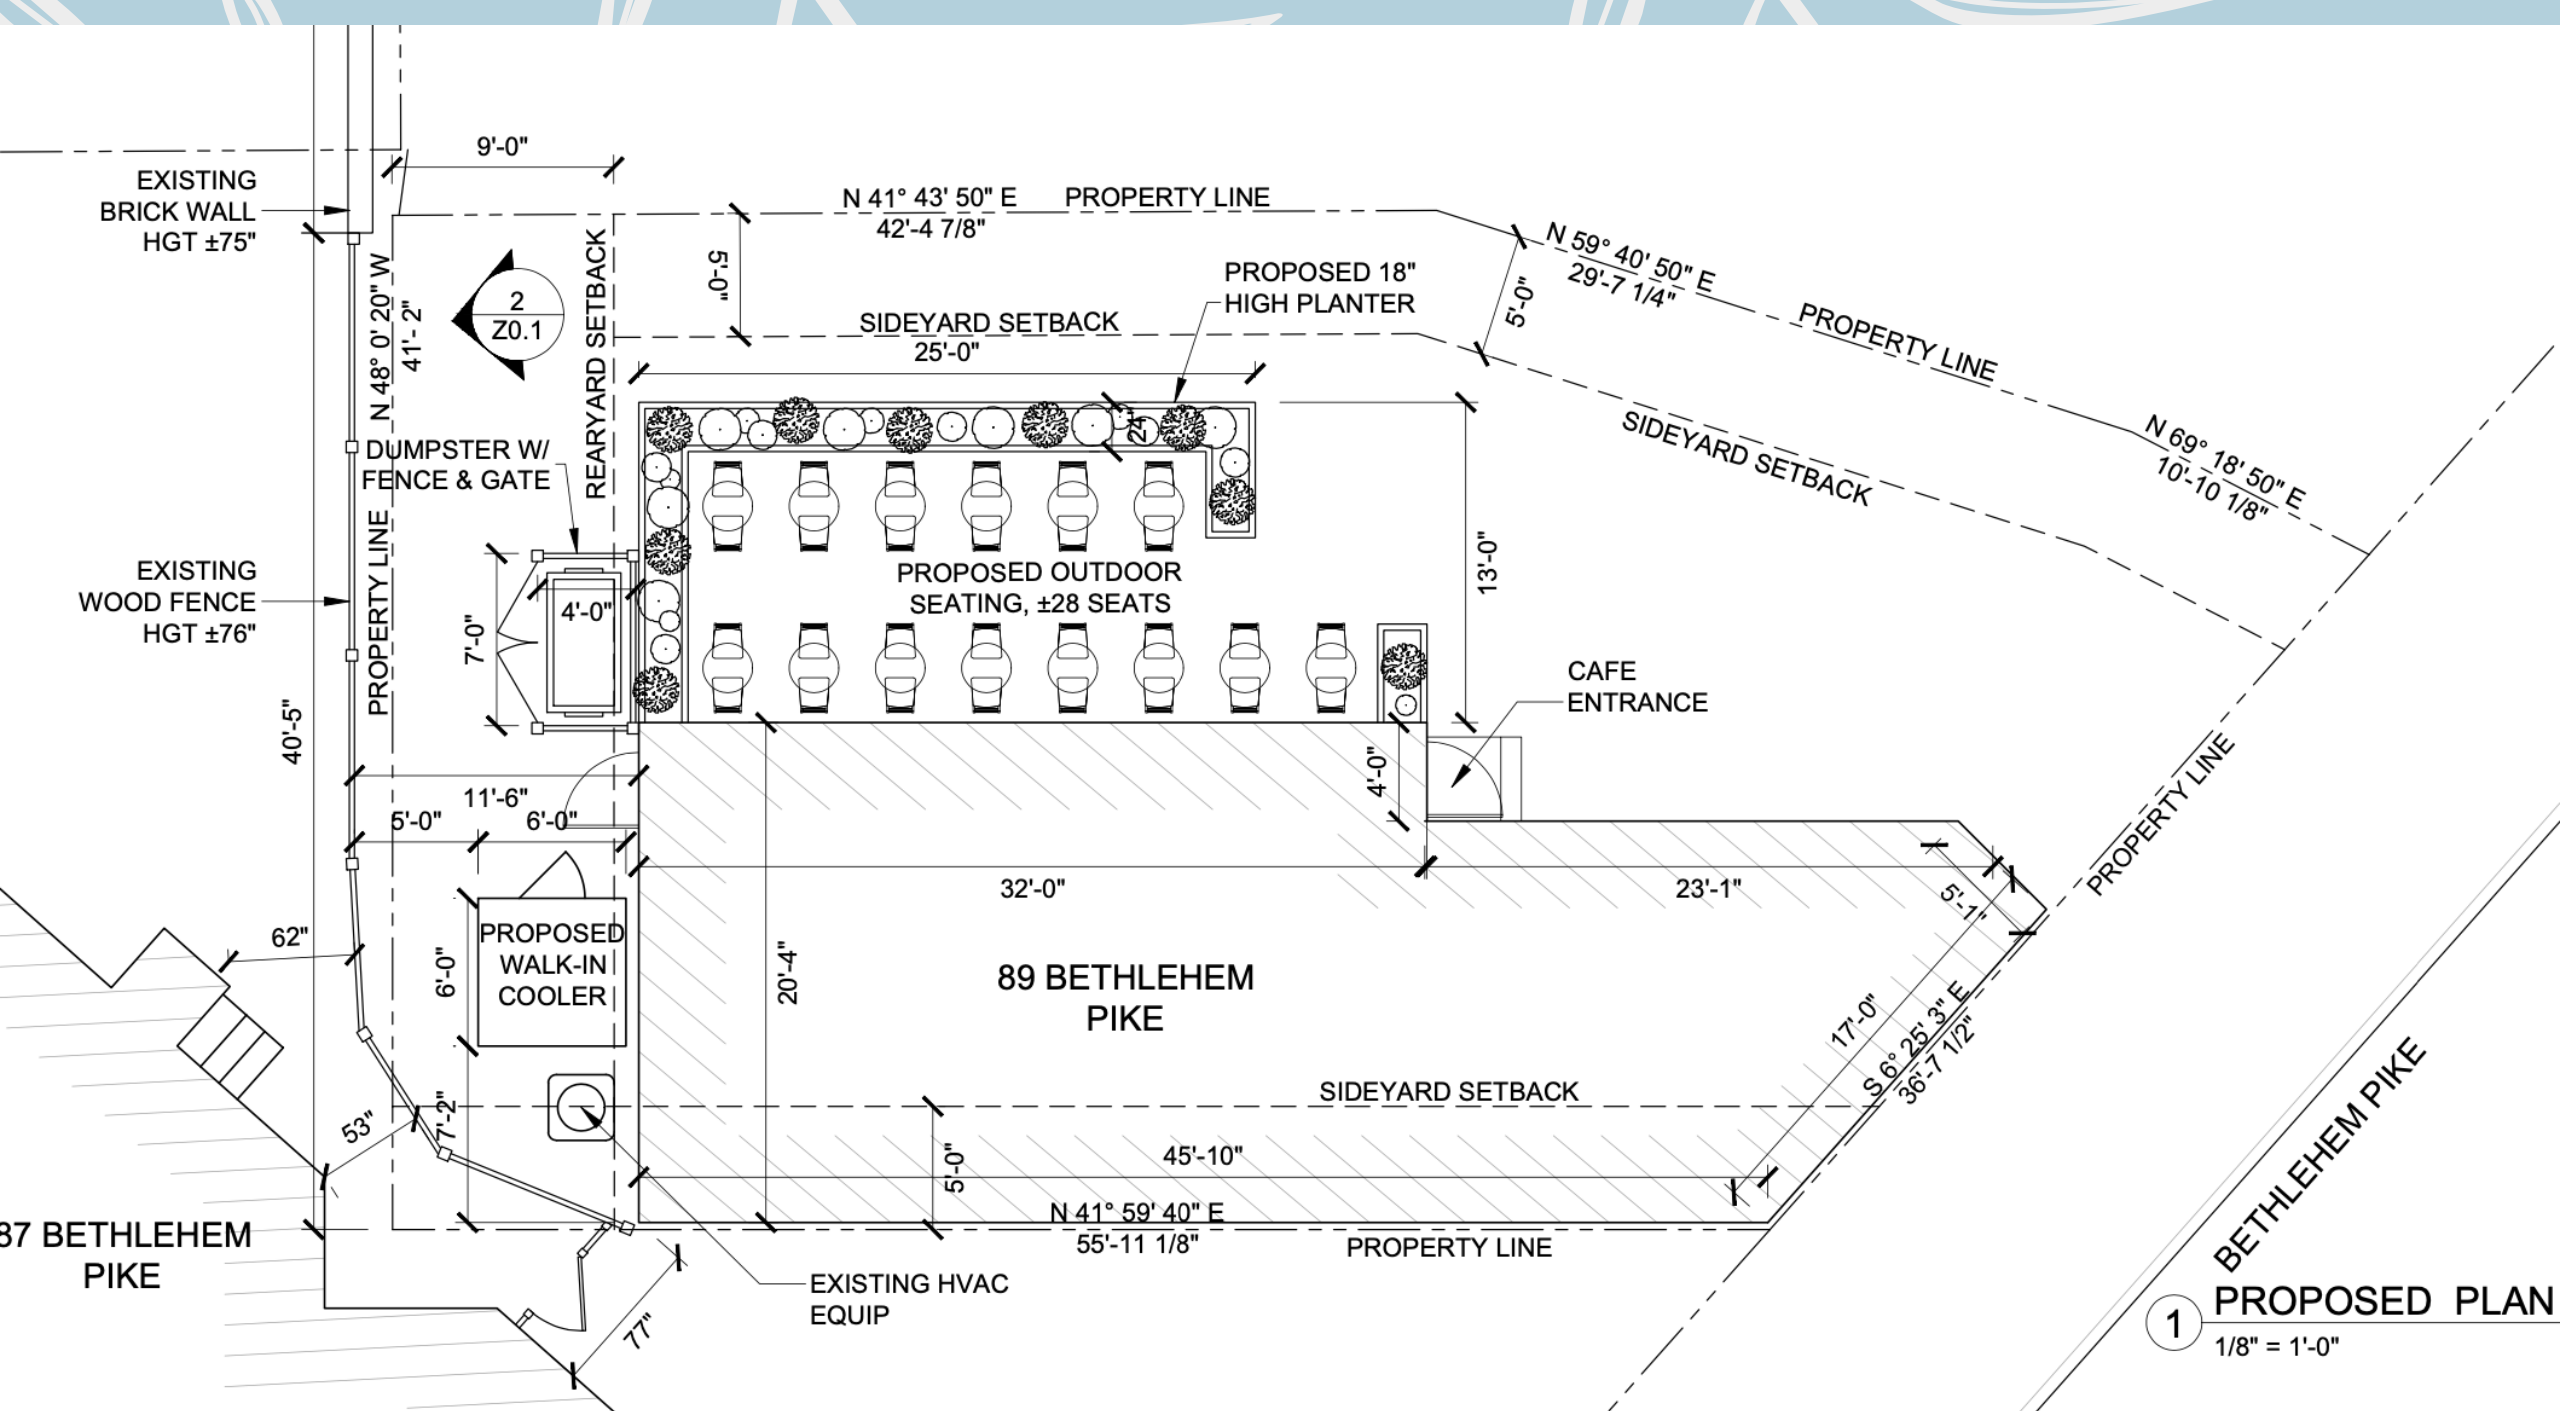 9'-0"
EXISTING
BRICK WALL
HGT ±75"
N 41° 43' 50" E
PROPERTY LINE
42'-4 7/8"
N 59° 40' 50" E
29'-7 1/4"
PROPERTY LINE
N 69° 18' 50" E
10'-10 1/8"
N 48° 0' 20" W
41'- 2"
2
Z0.1
REARYARD SETBACK
5'-0"
SIDEYARD SETBACK
25'-0"
PROPOSED 18"
HIGH PLANTER
5'-0"
SIDEYARD SETBACK
24"
DUMPSTER W/
FENCE & GATE
PROPERTY LINE
EXISTING
WOOD FENCE
HGT ±76"
7'-0"
4'-0"
PROPOSED OUTDOOR
SEATING, ±28 SEATS
13'-0"
CAFE
ENTRANCE
4'-0"
PROPERTY LINE
40'-5"
11'-6"
5'-0"
6'-0"
32'-0"
23'-1"
5'-1"
62"
6'-0"
PROPOSED
WALK-IN
COOLER
20'-4"
89 BETHLEHEM
PIKE
17'-0"
S 6° 25' 3" E
36'-7 1/2"
SIDEYARD SETBACK
53"
7'-2"
5'-0"
45'-10"
N 41° 59' 40" E
55'-11 1/8"
PROPERTY LINE
87 BETHLEHEM
PIKE
77"
EXISTING HVAC
EQUIP
BETHLEHEM PIKE
1
PROPOSED PLAN
1/8" = 1'-0"